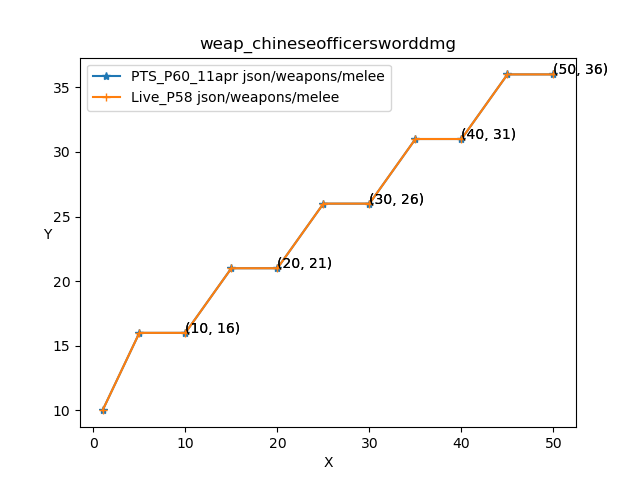 weap_chineseofficersworddmg
PTS_P60_11apr json/weapons/melee
Live_P58 json/weapons/melee
(50, 36)
35
(40, 31)
30
(30, 26)
25
Y
(20, 21)
20
(10, 16)
15
10
0 10 20 30 40 50
X